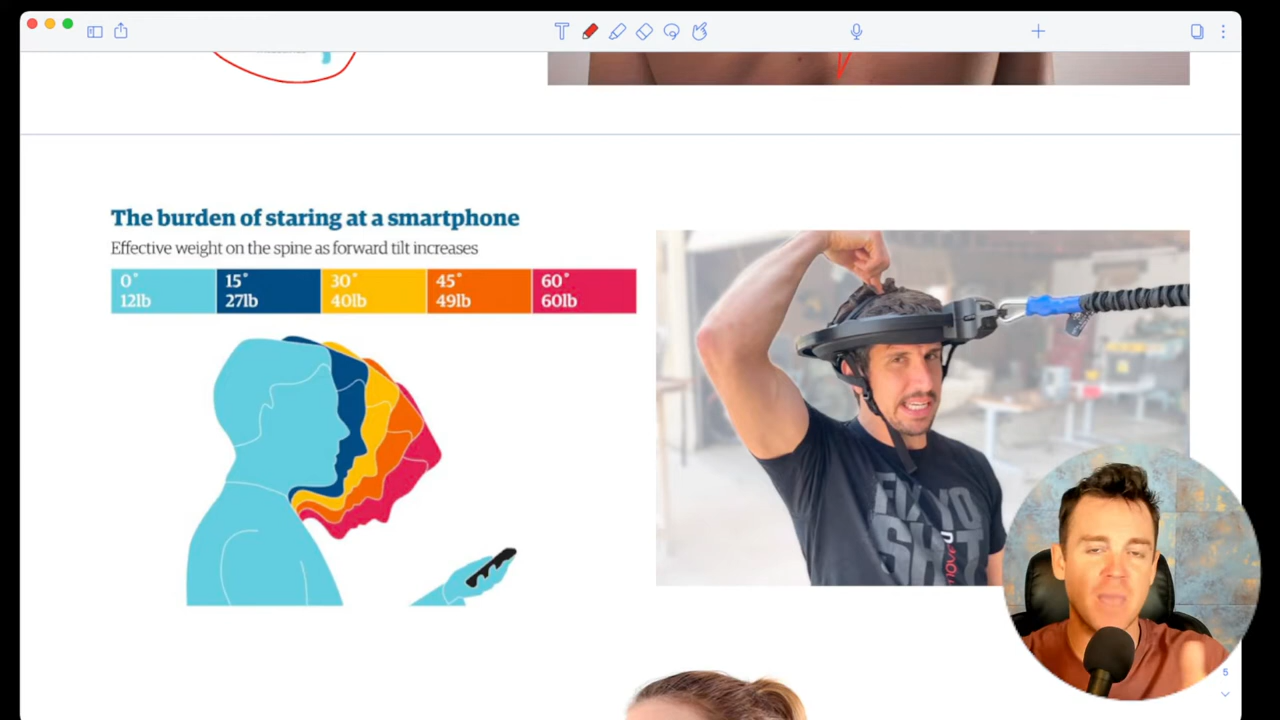 The burden of staring at a smartphone
Effective weight on the spine as forward tilt increases
0° 15° 30° 45° 60°
12lb 27lb 40lb 49lb 60lb
5